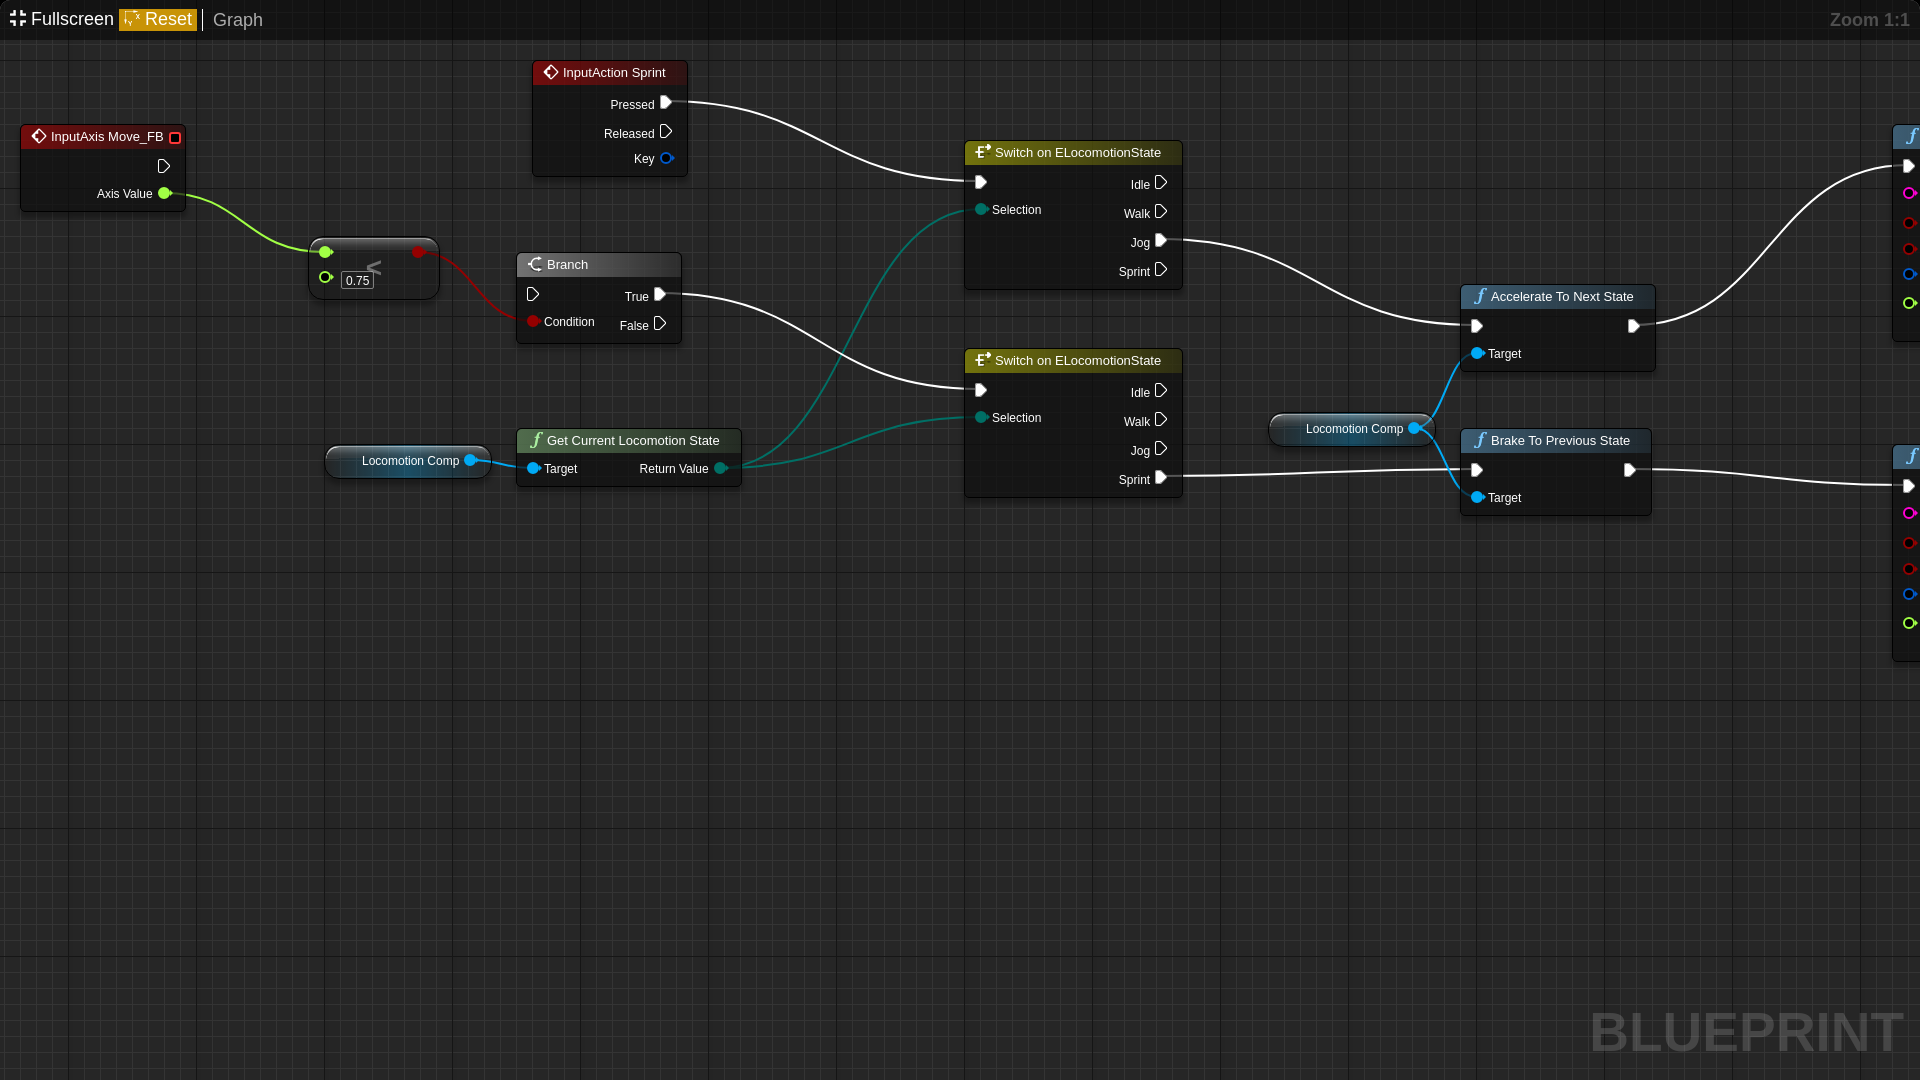 Fullscreen Reset Graph Zoom 1:1
InputAction Sprint
Pressed
Released
Key
InputAxis Move_FB
Axis Value
<
0.75
Branch
True
Condition
False
Locomotion Comp
Get Current Locomotion State
Target Return Value
Switch on ELocomotionState
Idle
Selection
Walk
Jog
Sprint
Switch on ELocomotionState
Idle
Selection
Walk
Jog
Sprint
Accelerate To Next State
Target
Locomotion Comp
Brake To Previous State
Target
BLUEPRINT